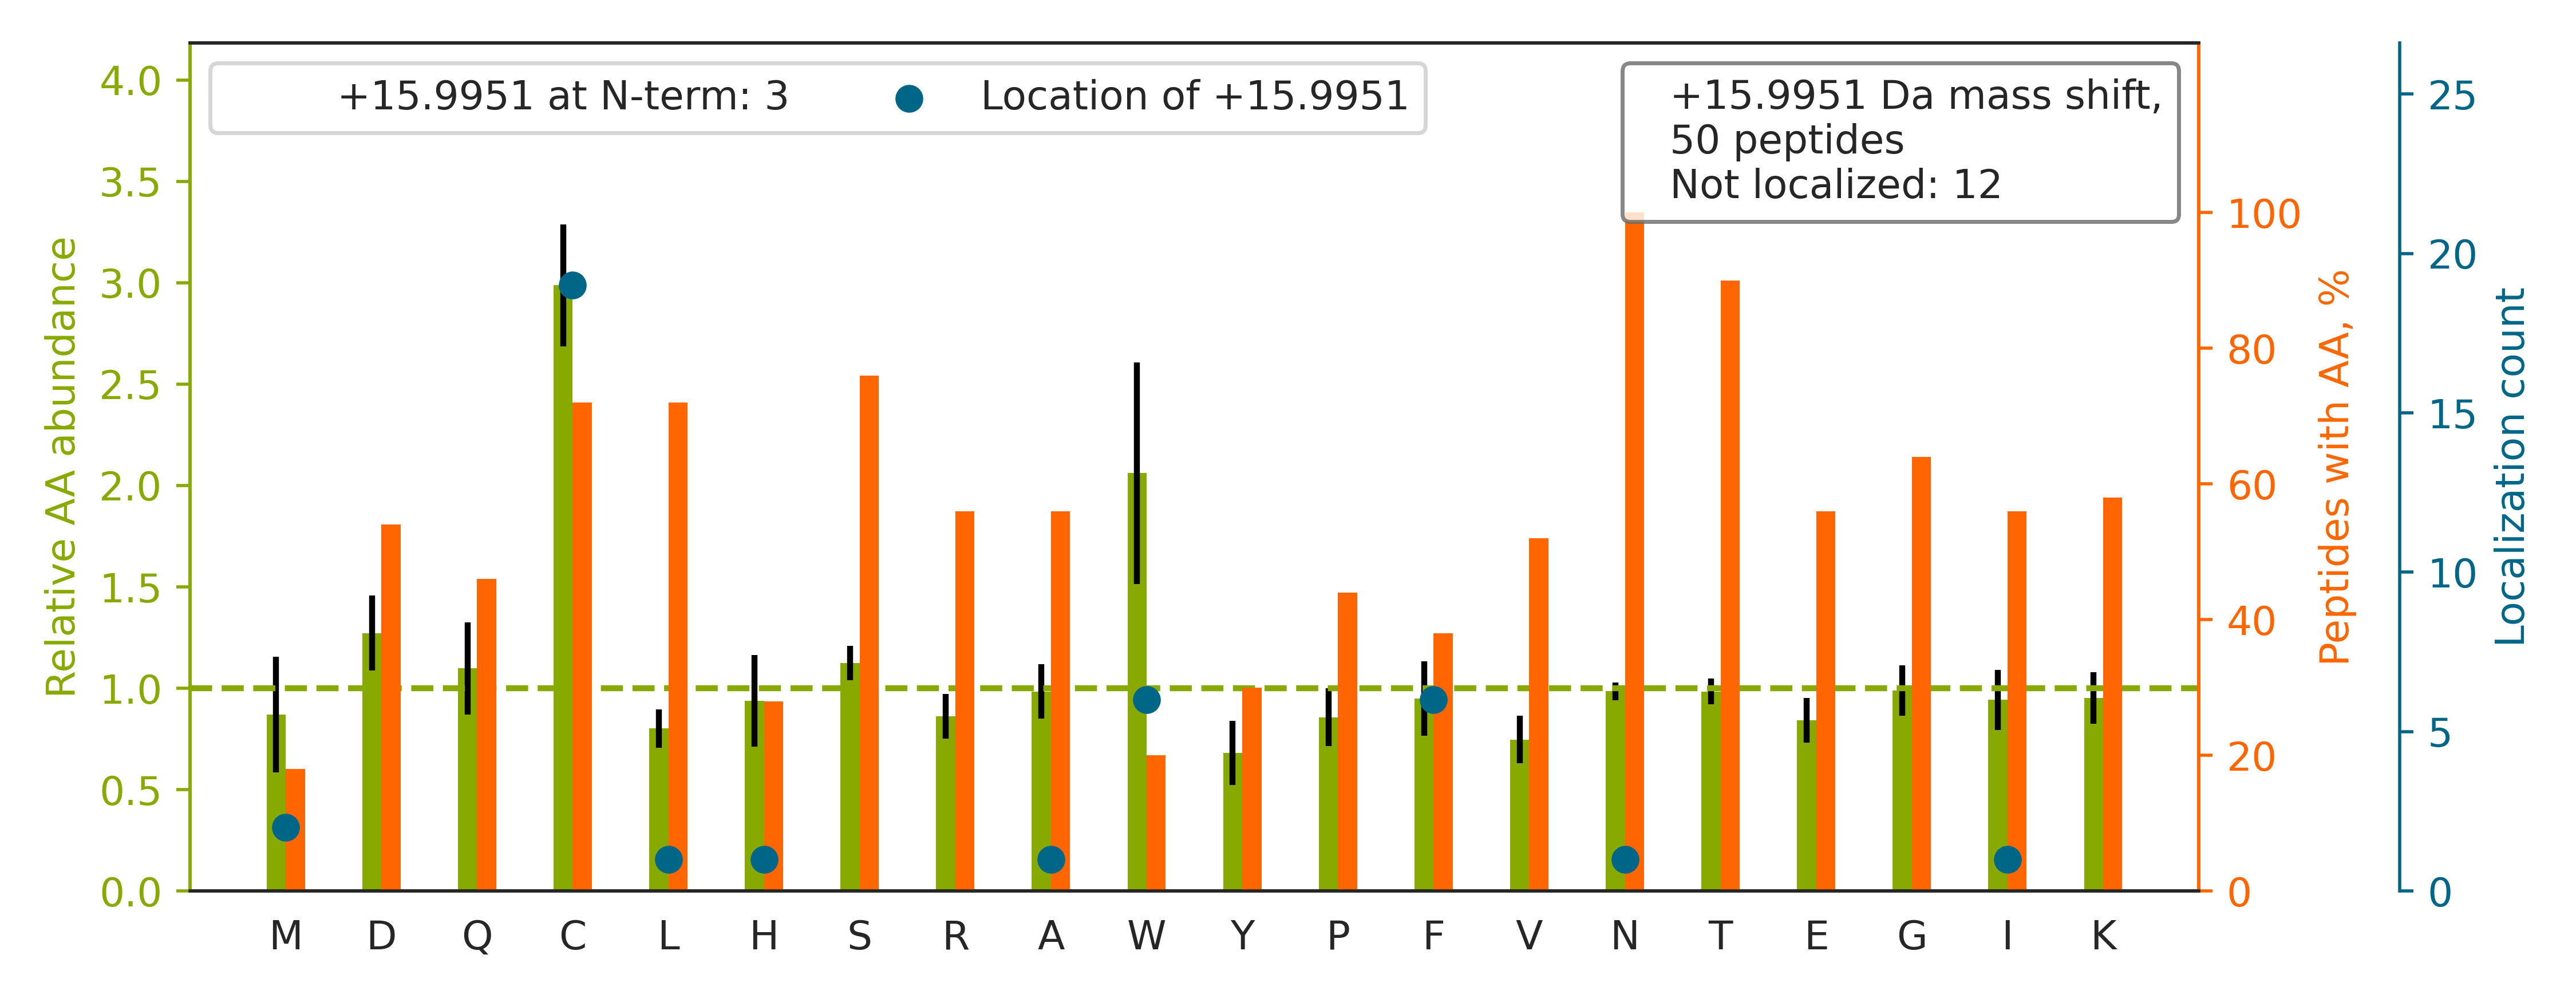 +15.9951 at N-term: 3
Location of +15.9951
+15.9951 Da mass shift,
50 peptides
Not localized: 12
Relative AA abundance
4.0
3.5
3.0
2.5
2.0
1.5
1.0
0.5
0.0
M D Q C L H S R A W Y P F V N T E G I K
Peptides with AA, %
100
80
60
40
20
0
Localization count
25
20
15
10
5
0